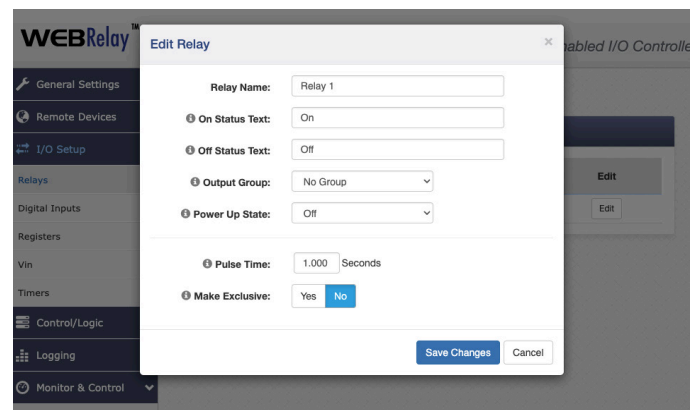 WEBRelay™
Edit Relay
×
nabled I/O Controlle
General Settings
Remote Devices
I/O Setup
Relays
Digital Inputs
Registers
Vin
Timers
Control/Logic
Logging
Monitor & Control
Relay Name:
Relay 1
On Status Text:
On
Off Status Text:
Off
Output Group:
No Group
Power Up State:
Off
Pulse Time:
1.000
Seconds
Make Exclusive:
Yes
No
Save Changes
Cancel
Edit
Edit